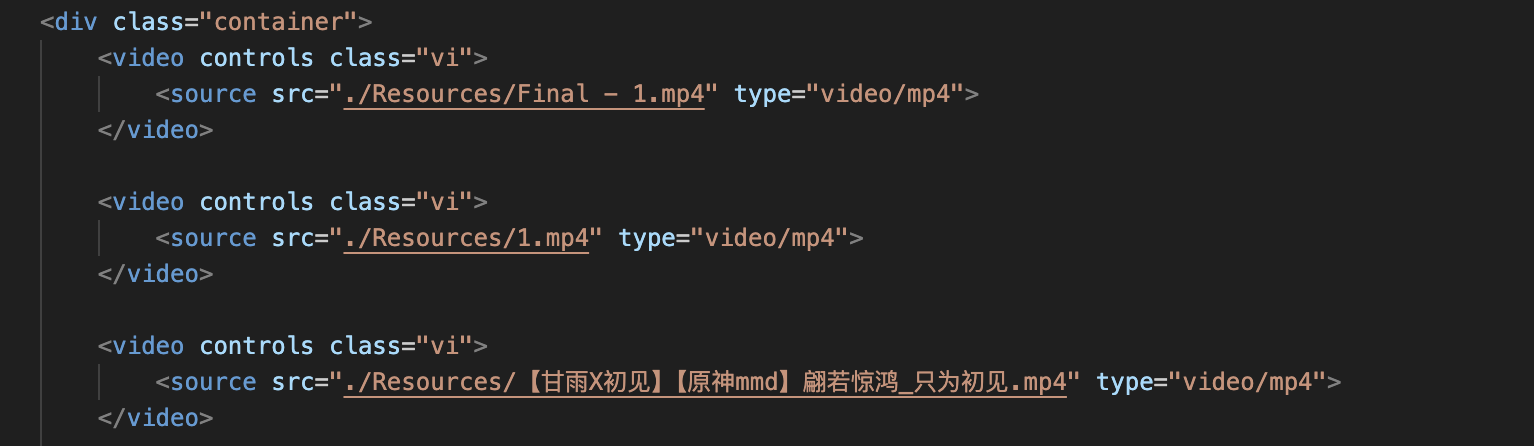 <div class="container">
<video controls class="vi">
<source src="./Resources/Final - 1.mp4" type="video/mp4">
</video>
<video controls class="vi">
<source src="./Resources/1.mp4" type="video/mp4">
</video>
<video controls class="vi">
<source src="./Resources/【甘雨X初见】【原神mmd】翩若惊鸿_只为初见.mp4" type="video/mp4">
</video>